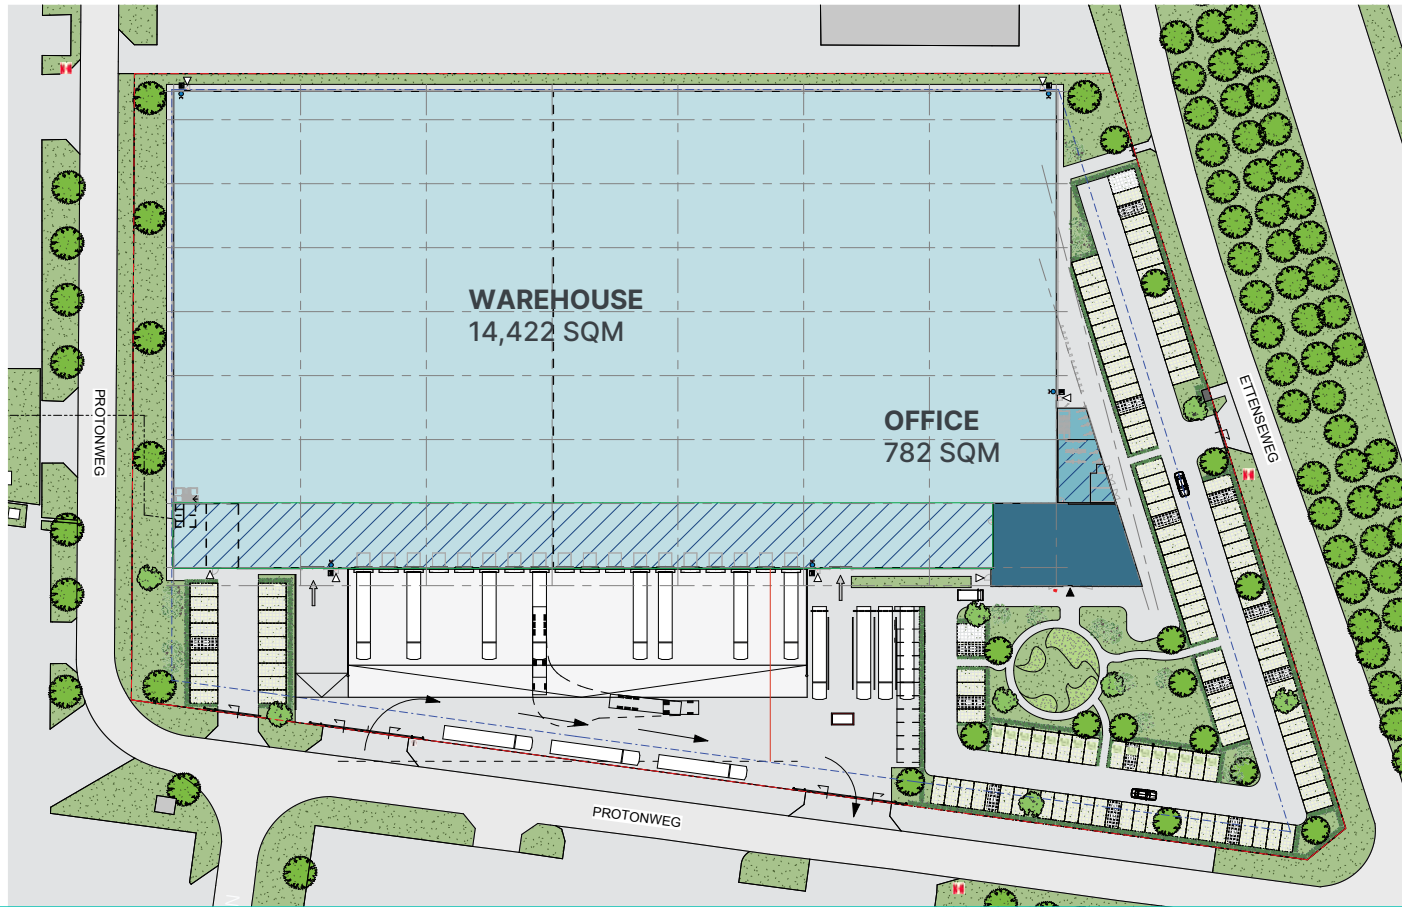 WAREHOUSE
14,422 SQM
OFFICE
782 SQM
PROTONWEG
ETTENSEWEG
PROTONWEG